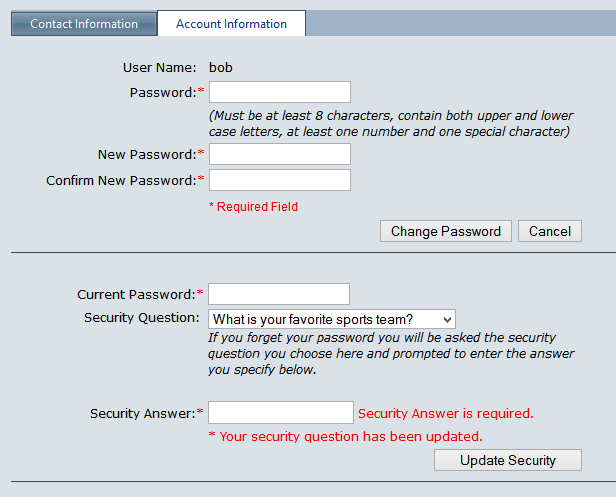 Contact Information Account Information
User Name: bob
Password:*
(Must be at least 8 characters, contain both upper and lower
case letters, at least one number and one special character)
New Password:*
Confirm New Password:*
* Required Field
Change Password Cancel
Current Password:*
Security Question: What is your favorite sports team?
If you forget your password you will be asked the security
question you choose here and prompted to enter the answer
you specify below.
Security Answer:* Security Answer is required.
* Your security question has been updated.
Update Security